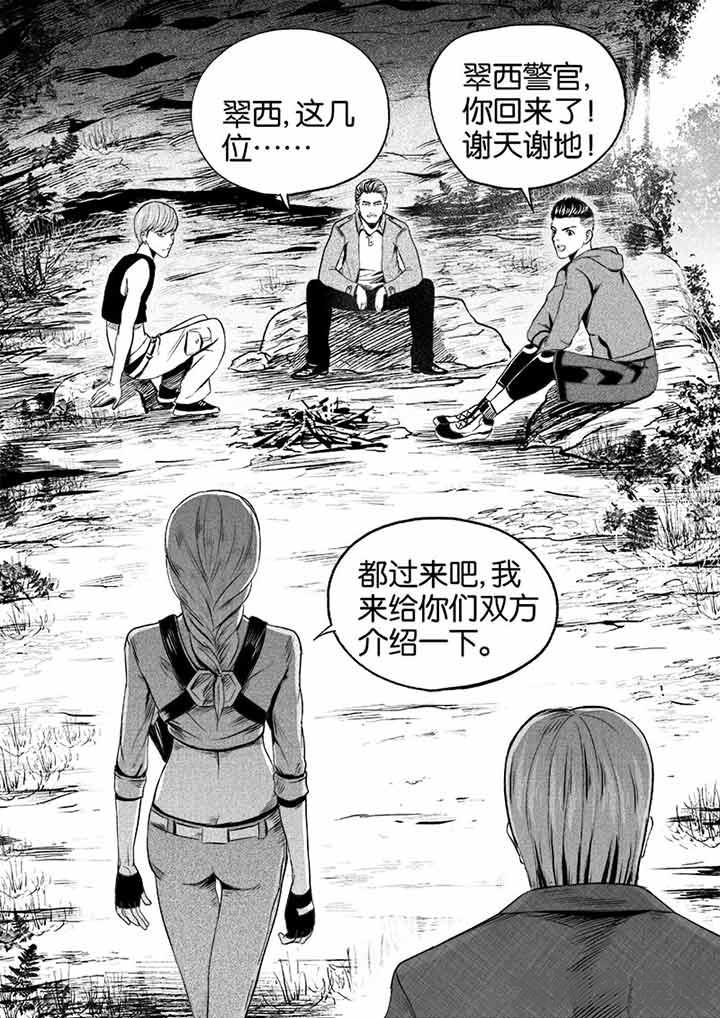 翠西，这几
位……
翠西警官，
你回来了！
谢天谢地！
都过来吧，我
来给你们双方
介绍一下。